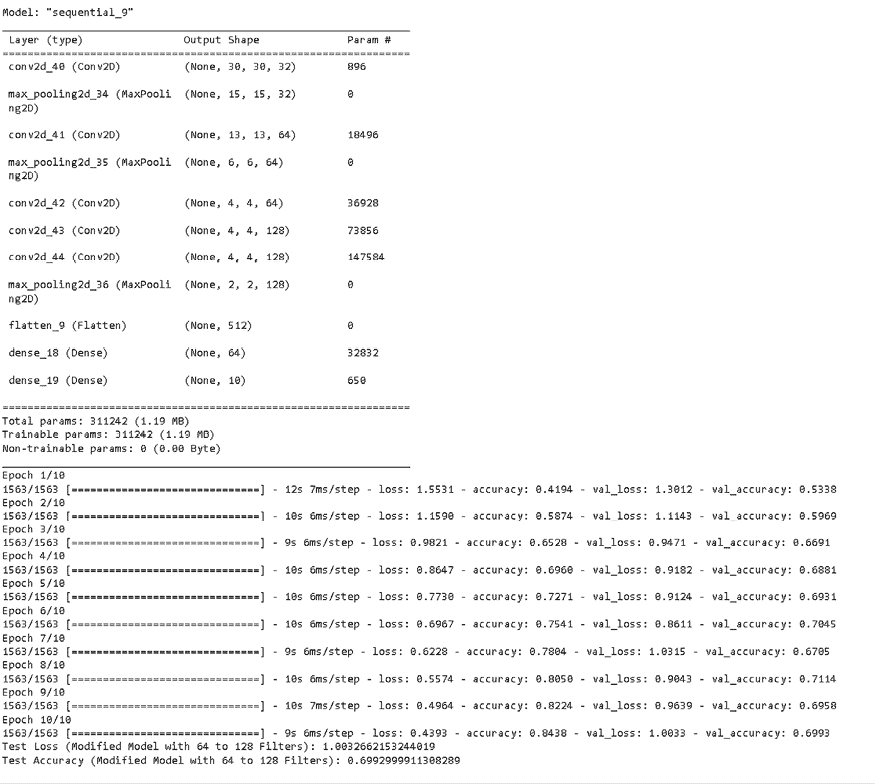 Model: "sequential_9"
Layer (type) Output Shape Param #
=================================================================
conv2d_40 (Conv2D) (None, 30, 30, 32) 896
max_pooling2d_34 (MaxPooli (None, 15, 15, 32) 0
ng2D)
conv2d_41 (Conv2D) (None, 13, 13, 64) 18496
max_pooling2d_35 (MaxPooli (None, 6, 6, 64) 0
ng2D)
conv2d_42 (Conv2D) (None, 4, 4, 64) 36928
conv2d_43 (Conv2D) (None, 4, 4, 128) 73856
conv2d_44 (Conv2D) (None, 4, 4, 128) 147584
max_pooling2d_36 (MaxPooli (None, 2, 2, 128) 0
ng2D)
flatten_9 (Flatten) (None, 512) 0
dense_18 (Dense) (None, 64) 32832
dense_19 (Dense) (None, 10) 650
=================================================================
Total params: 311242 (1.19 MB)
Trainable params: 311242 (1.19 MB)
Non-trainable params: 0 (0.00 Byte)
Epoch 1/10
1563/1563 [==============================] - 12s 7ms/step - loss: 1.5531 - accuracy: 0.4194 - val_loss: 1.3012 - val_accuracy: 0.5338
Epoch 2/10
1563/1563 [==============================] - 10s 6ms/step - loss: 1.1590 - accuracy: 0.5874 - val_loss: 1.1143 - val_accuracy: 0.5969
Epoch 3/10
1563/1563 [==============================] - 9s 6ms/step - loss: 0.9821 - accuracy: 0.6528 - val_loss: 0.9471 - val_accuracy: 0.6691
Epoch 4/10
1563/1563 [==============================] - 10s 6ms/step - loss: 0.8647 - accuracy: 0.6960 - val_loss: 0.9182 - val_accuracy: 0.6881
Epoch 5/10
1563/1563 [==============================] - 10s 6ms/step - loss: 0.7730 - accuracy: 0.7271 - val_loss: 0.9124 - val_accuracy: 0.6931
Epoch 6/10
1563/1563 [==============================] - 10s 6ms/step - loss: 0.6967 - accuracy: 0.7541 - val_loss: 0.8611 - val_accuracy: 0.7045
Epoch 7/10
1563/1563 [==============================] - 9s 6ms/step - loss: 0.6228 - accuracy: 0.7804 - val_loss: 1.0315 - val_accuracy: 0.6705
Epoch 8/10
1563/1563 [==============================] - 10s 6ms/step - loss: 0.5574 - accuracy: 0.8050 - val_loss: 0.9043 - val_accuracy: 0.7114
Epoch 9/10
1563/1563 [==============================] - 10s 7ms/step - loss: 0.4964 - accuracy: 0.8224 - val_loss: 0.9639 - val_accuracy: 0.6958
Epoch 10/10
1563/1563 [==============================] - 9s 6ms/step - loss: 0.4393 - accuracy: 0.8438 - val_loss: 1.0033 - val_accuracy: 0.6993
Test Loss (Modified Model with 64 to 128 Filters): 1.0032662153244019
Test Accuracy (Modified Model with 64 to 128 Filters): 0.6992999911308289